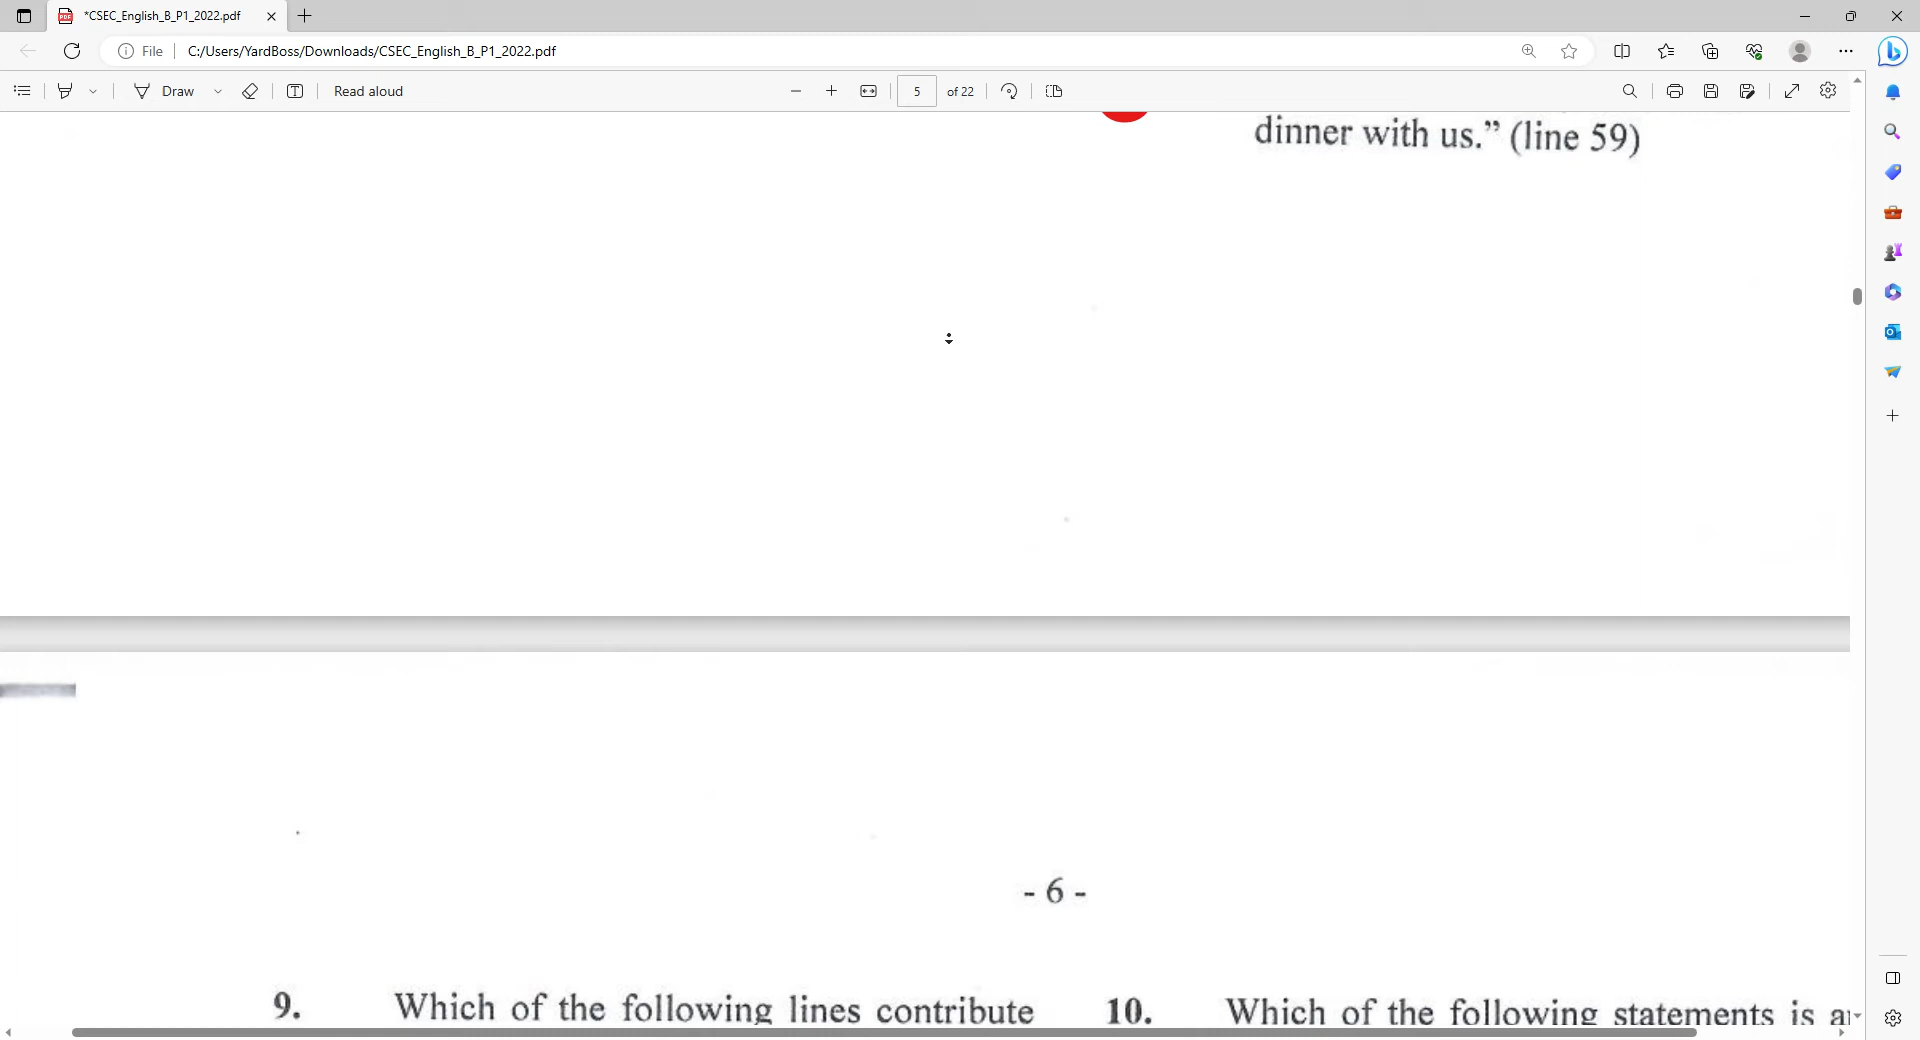 *CSEC_English_B_P1_2022.pdf
File
C:/Users/YardBoss/Downloads/CSEC_English_B_P1_2022.pdf
Draw
Read aloud
5 of 22
dinner with us.” (line 59)
- 6 -
9. Which of the following lines contribute
10. Which of the following statements is